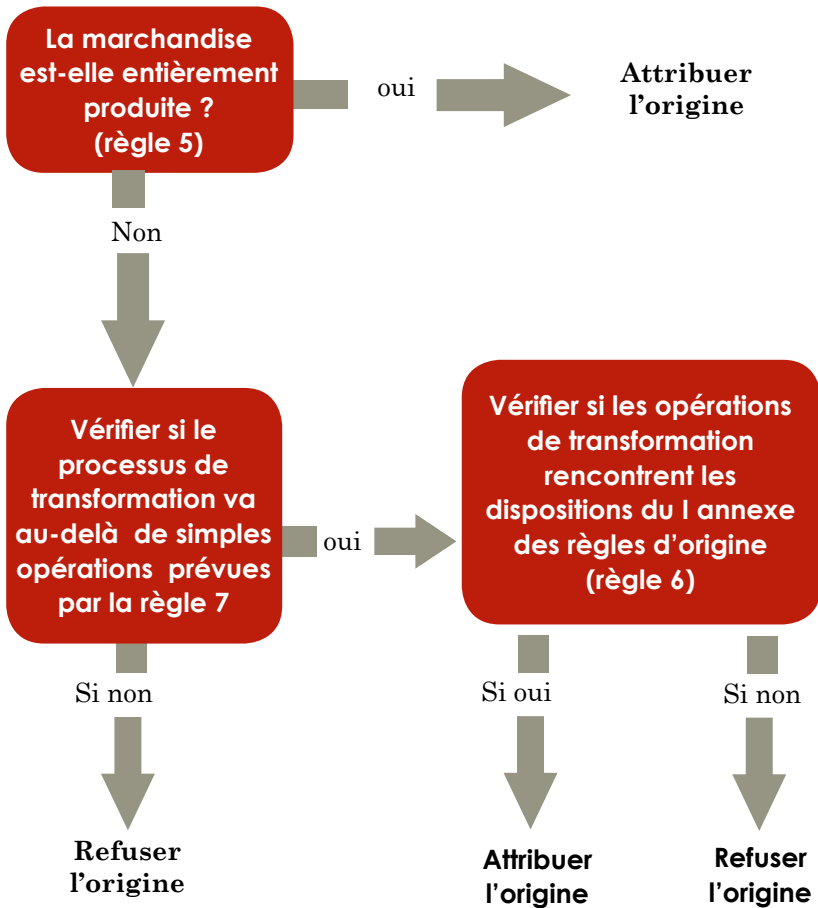 La marchandise
est-elle entièrement
produite ?
(règle 5)
oui
Attribuer
l'origine
Non
Vérifier si le
processus de
transformation va
au-delà de simples
opérations prévues
par la règle 7
oui
Vérifier si les opérations
de transformation
rencontrent les
dispositions du I annexe
des règles d'origine
(règle 6)
Si non
Si oui
Si non
Refuser
l'origine
Attribuer
l'origine
Refuser
l'origine